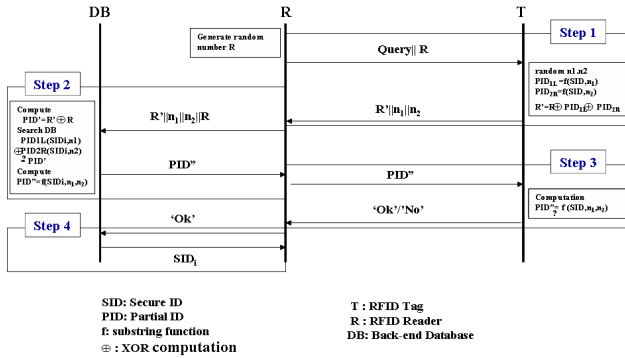 DB
R
T
Step 1
Generate random
number R
Query|| R
random n1,n2
PID1L =f(SID,n1)
PID2R=f(SID,n2)
R'=R⊕ PID1L⊕ PID2R
Step 2
R'||n1||n2
R'||n1||n2||R
Compute
PID'=R'⊕R
Search DB
PID1L(SIDi,n1)
⊕PID2R(SIDi,n2)
? PID'
Compute
PID"=f(SIDi,n1,n2)
Step 3
PID"
PID"
Computation
PID"= f (SID,n1,n2)
?
Step 4
'Ok'
'Ok'/'No'
SIDi
SID: Secure ID
PID: Partial ID
f: substring function
⊕ : XOR computation
T : RFID Tag
R : RFID Reader
DB: Back-end Database